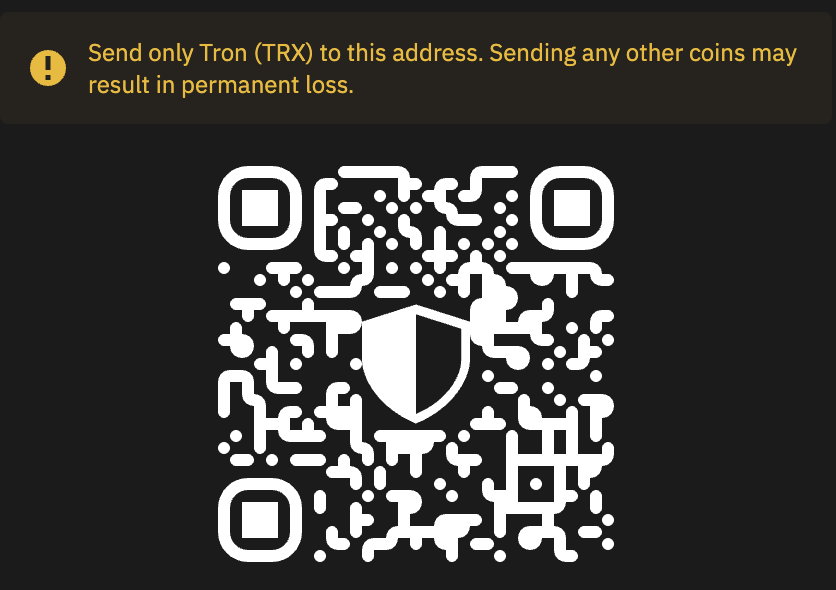 Send only Tron (TRX) to this address. Sending any other coins may
result in permanent loss.